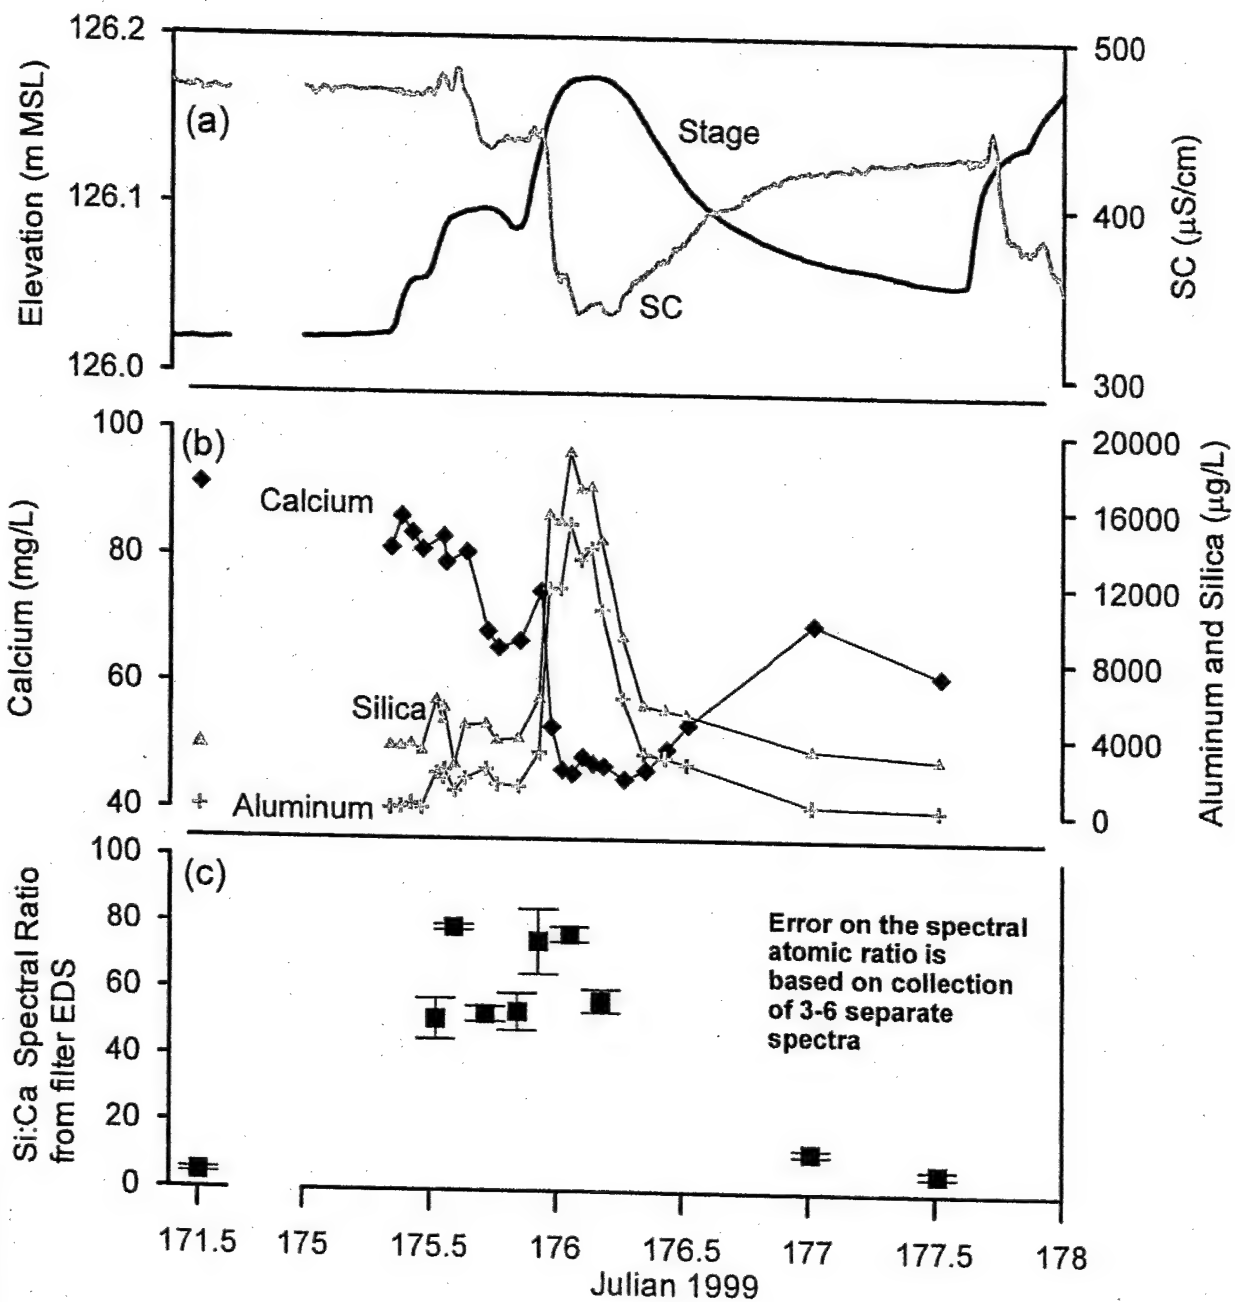 126.2
126.1
126.0
Elevation (m MSL)
(a)
Stage
SC
500
400
300
SC (µS/cm)
100
80
60
40
Calcium (mg/L)
(b)
Calcium
Silica
Aluminum
20000
16000
12000
8000
4000
0
Aluminum and Silica (µg/L)
100
80
60
40
20
0
Si:Ca Spectral Ratio
from filter EDS
(c)
Error on the spectral
atomic ratio is
based on collection
of 3-6 separate
spectra
171.5 175 175.5 176 176.5 177 177.5 178
Julian 1999